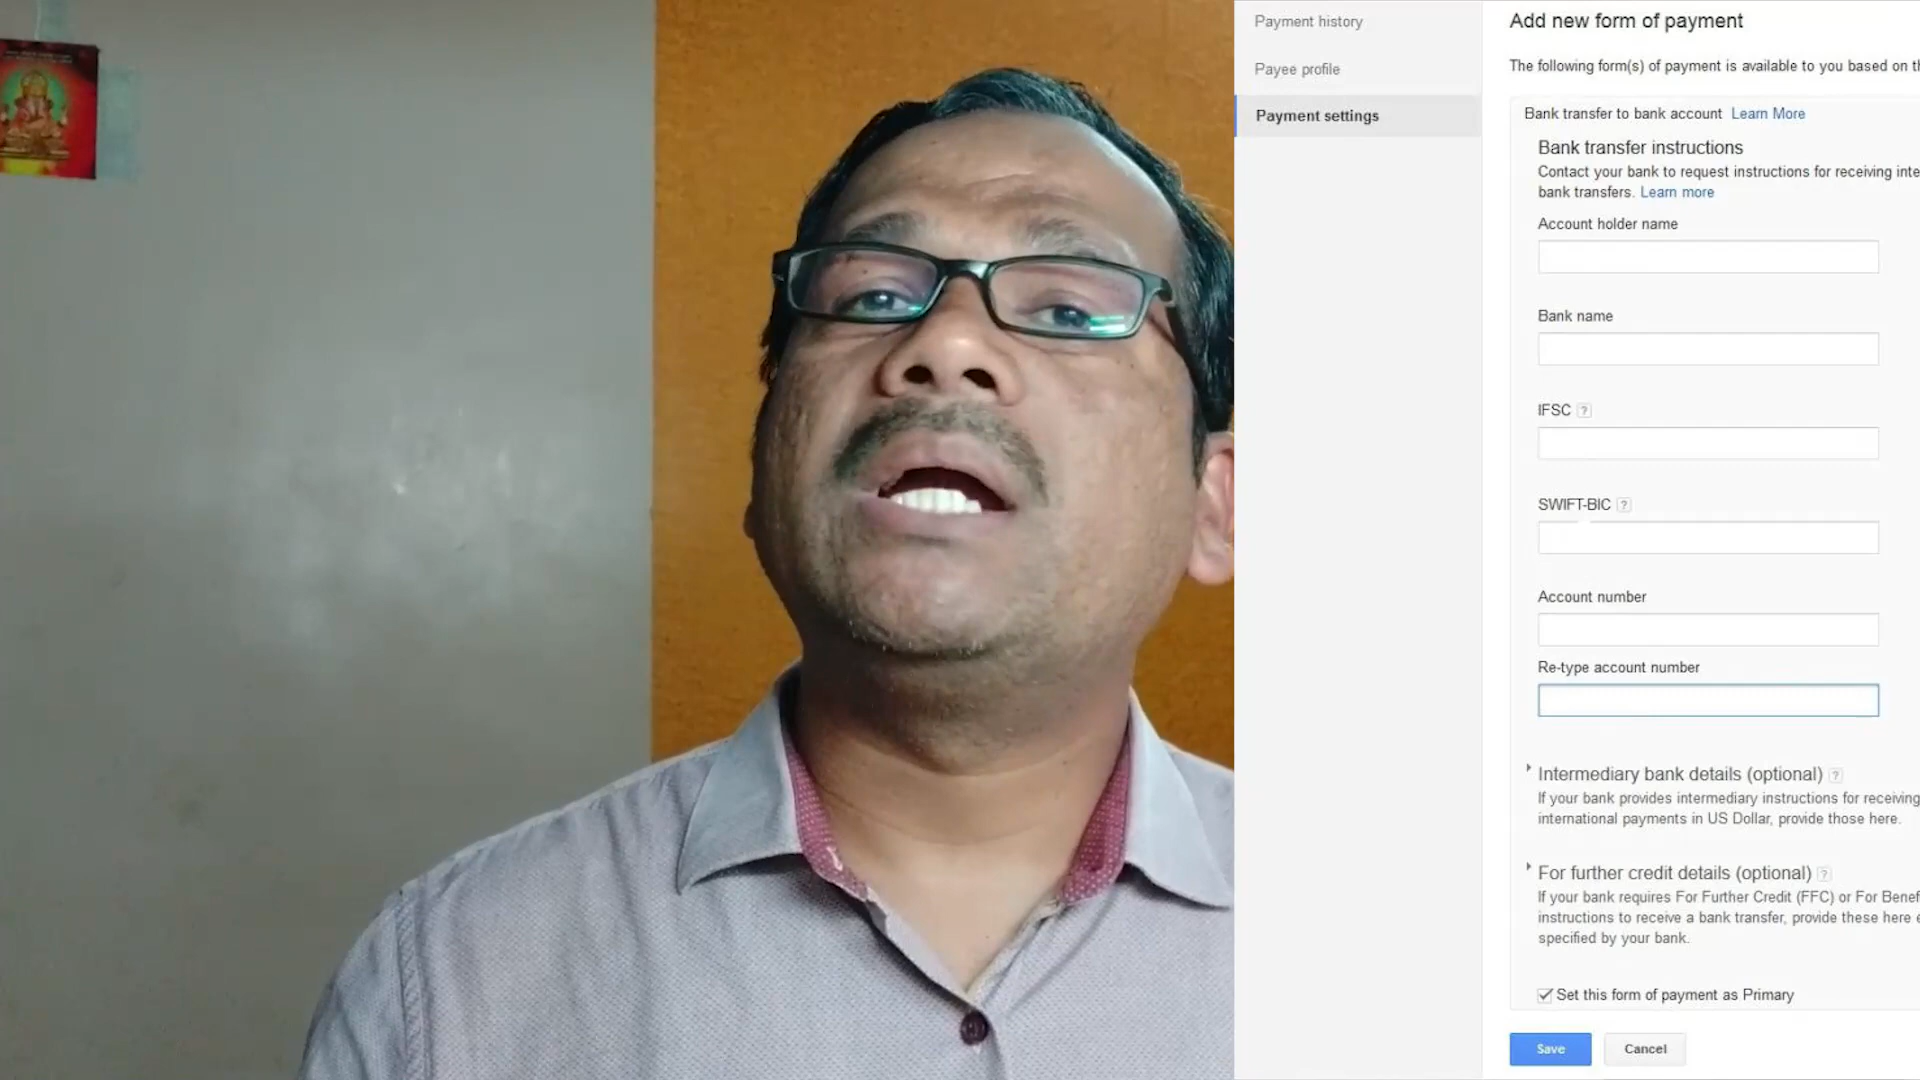 Payment history
Payee profile
Payment settings
Add new form of payment
The following form(s) of payment is available to you based on
Bank transfer to bank account Learn More
Bank transfer instructions
Contact your bank to request instructions for receiving
bank transfers. Learn more
Account holder name
Bank name
IFSC ?
SWIFT-BIC ?
Account number
Re-type account number
Intermediary bank details (optional) ?
If your bank provides intermediary instructions for receiving
international payments in US Dollar, provide those here.
For further credit details (optional) ?
If your bank requires For Further Credit (FFC) or For
instructions to receive a bank transfer, provide these here
specified by your bank.
Set this form of payment as Primary
Save Cancel